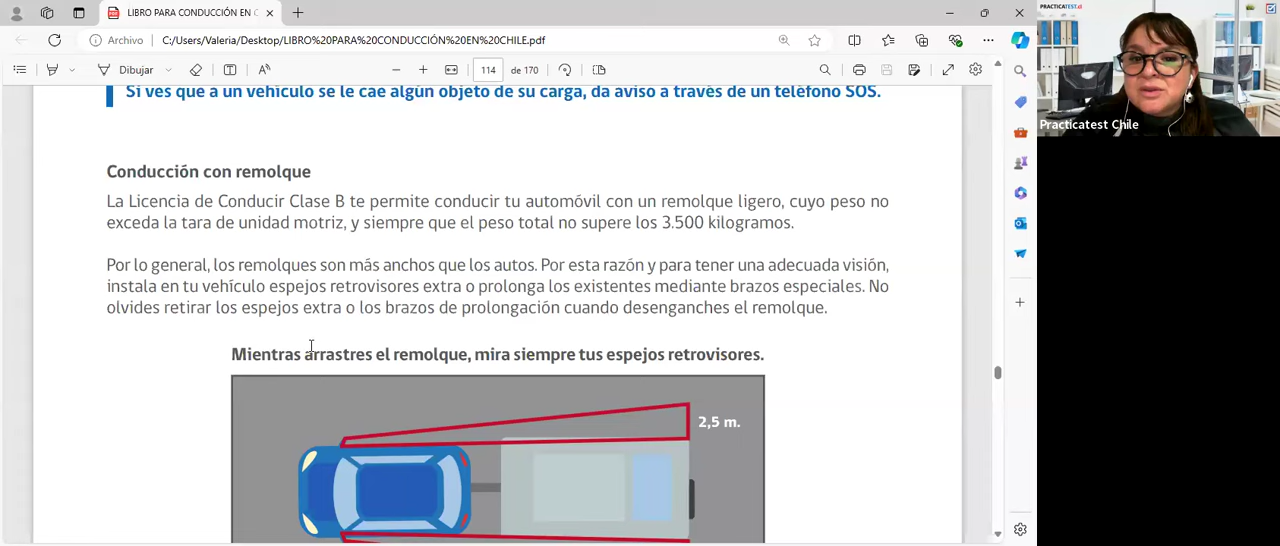 LIBRO PARA CONDUCCIÓN EN C
PRACTICATEST.cl
Archivo C:/Users/Valeria/Desktop/LIBRO%20PARA%20CONDUCCIÓN%20EN%20CHILE.pdf
Dibujar 114 de 170
Practicatest Chile
Si ves que a un vehículo se le cae algún objeto de su carga, da aviso a través de un teléfono SOS.
Conducción con remolque
La Licencia de Conducir Clase B te permite conducir tu automóvil con un remolque ligero, cuyo peso no
exceda la tara de unidad motriz, y siempre que el peso total no supere los 3.500 kilogramos.
Por lo general, los remolques son más anchos que los autos. Por esta razón y para tener una adecuada visión,
instala en tu vehículo espejos retrovisores extra o prolonga los existentes mediante brazos especiales. No
olvides retirar los espejos extra o los brazos de prolongación cuando desenganches el remolque.
Mientras arrastres el remolque, mira siempre tus espejos retrovisores.
2,5 m.